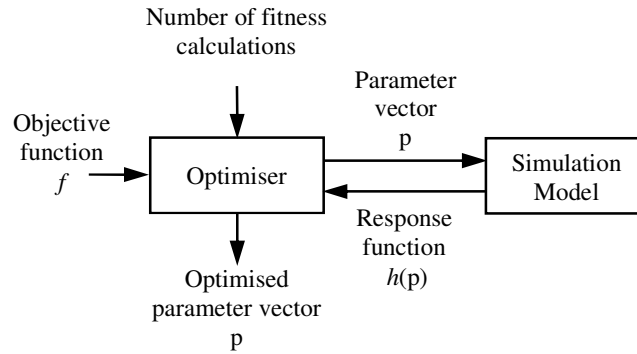 Number of fitness
calculations
Objective
function
f
Optimiser
Parameter
vector
p
Simulation
Model
Response
function
h(p)
Optimised
parameter vector
p